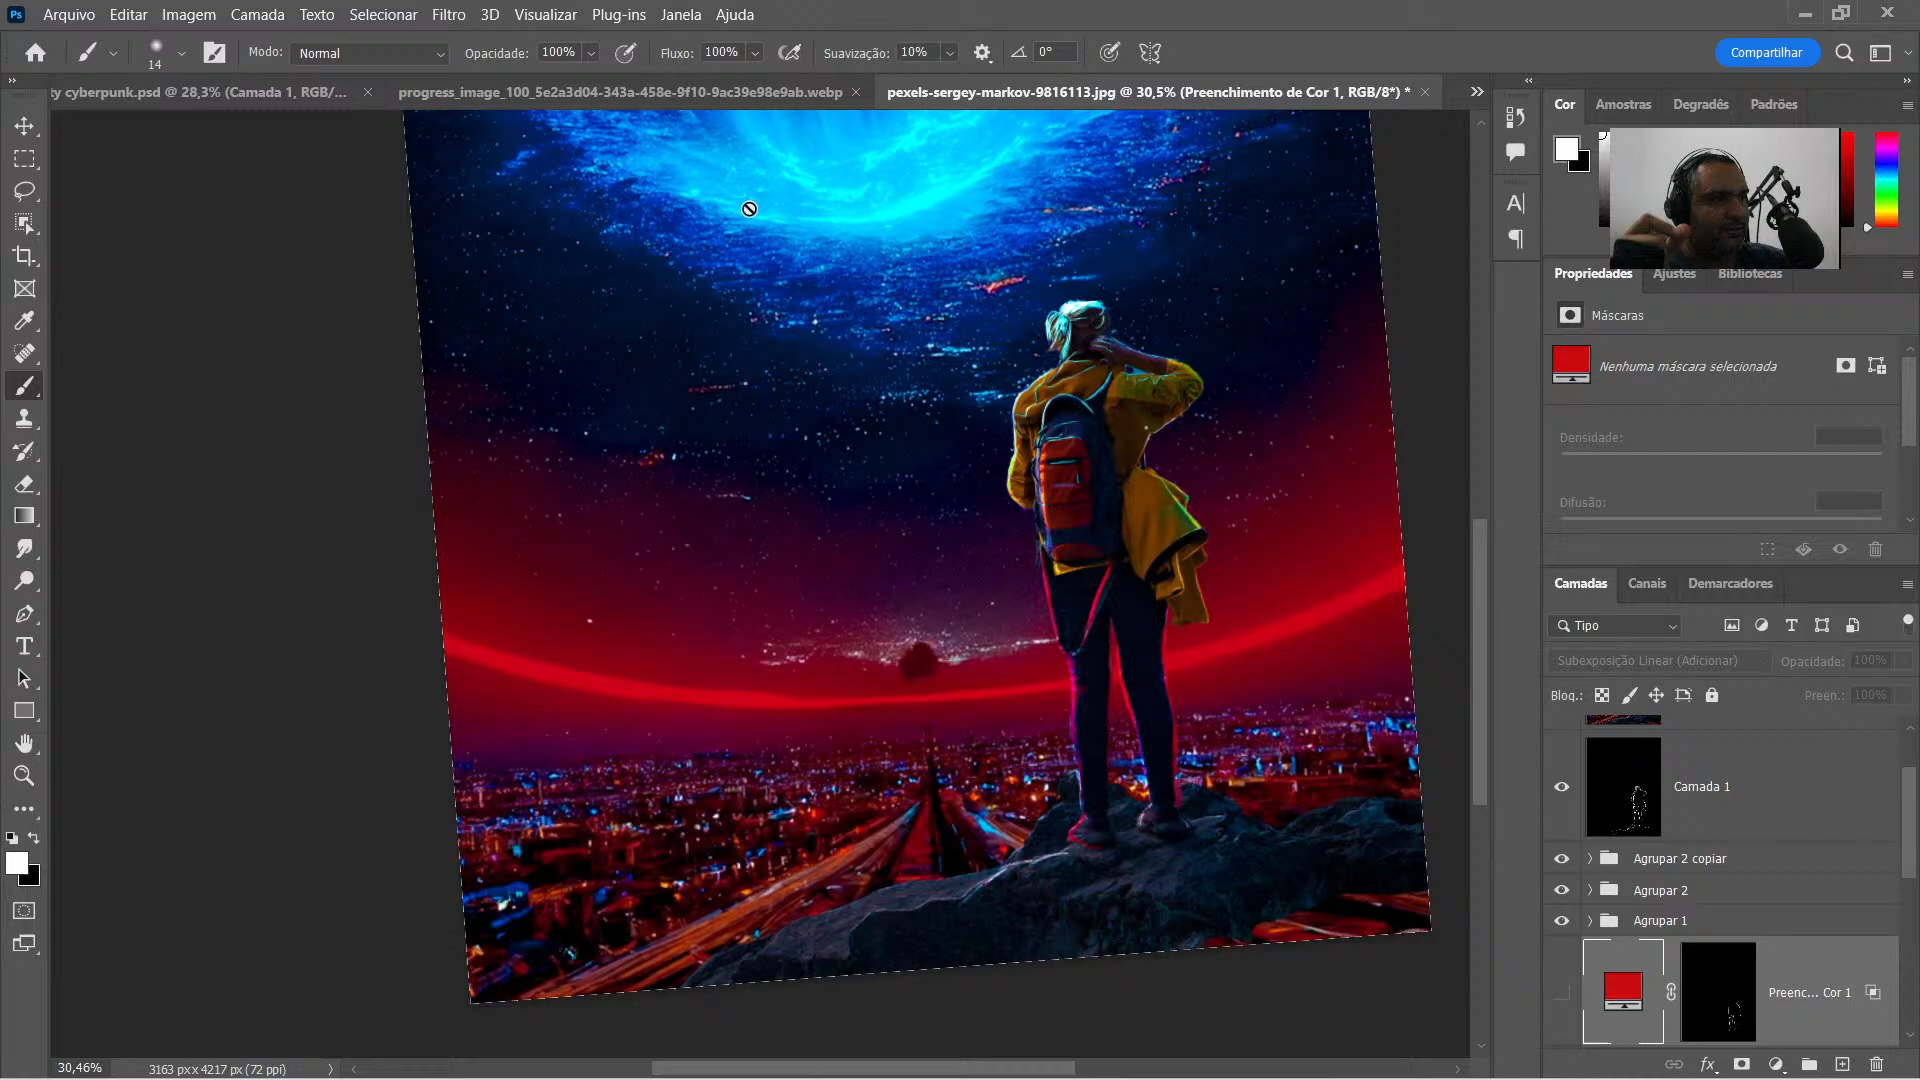 Ps Arquivo Editar Imagem Camada Texto Selecionar Filtro 3D Visualizar Plug-ins Janela Ajuda
14 Modo: Normal Opacidade: 100% Fluxo: 100% Suavização: 10% 0° Compartilhar
ty cyberpunk.psd @ 28,3% (Camada 1, RGB/... progress_image_100_5e2a3d04-343a-458e-9f10-9ac39e98e9ab.webp pexels-sergey-markov-9816113.jpg @ 30,5% (Preenchimento de Cor 1, RGB/8*) *
Cor Amostras Degradês Padrões
Propriedades Ajustes Bibliotecas
Máscaras
Nenhuma máscara selecionada
Densidade:
Difusão:
Camadas Canais Demarcadores
Tipo
Subexposição Linear (Adicionar) Opacidade: 100%
Bloq.: Preen.: 100%
Camada 1
Agrupar 2 copiar
Agrupar 2
Agrupar 1
Preenc... Cor 1
30,46% 3163 px x 4217 px (72 ppi)